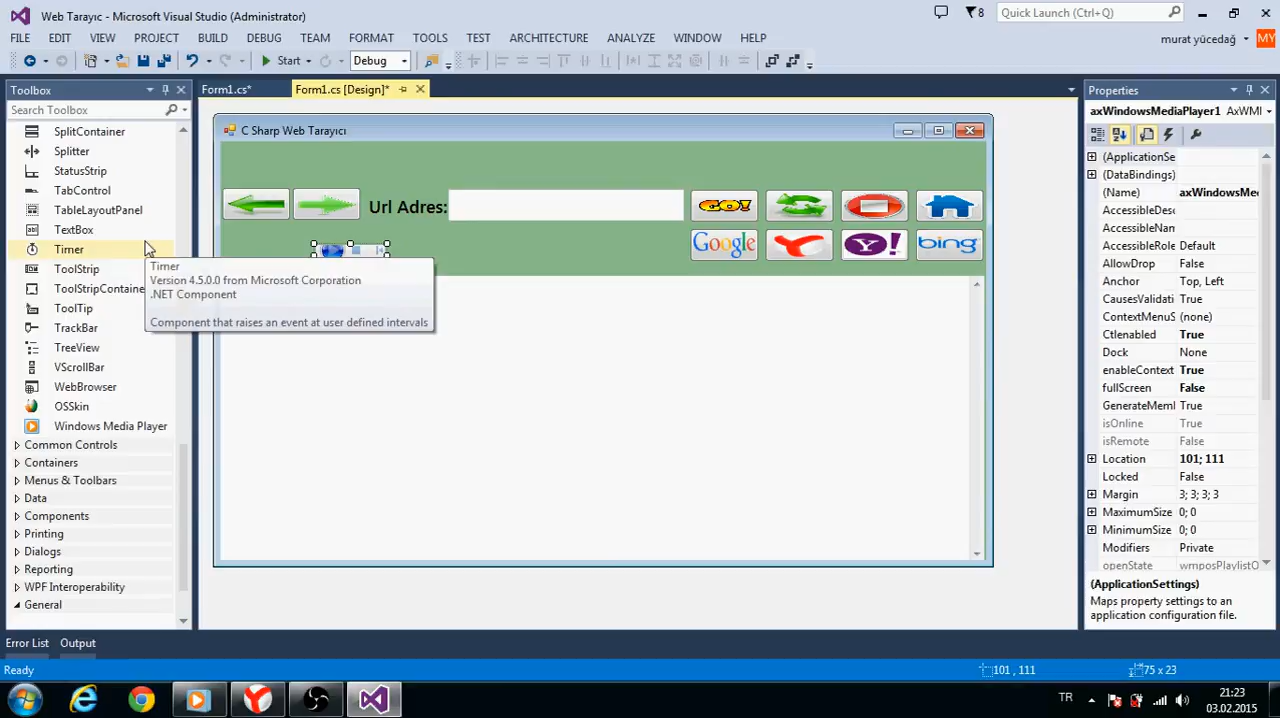 Web Tarayıc - Microsoft Visual Studio (Administrator)
8
Quick Launch (Ctrl+Q)
FILE EDIT VIEW PROJECT BUILD DEBUG TEAM FORMAT TOOLS TEST ARCHITECTURE ANALYZE WINDOW HELP
murat yücedağ MY
Start Debug
Toolbox
Form1.cs* Form1.cs [Design]*
Properties
Search Toolbox
axWindowsMediaPlayer1 AxWMI
SplitContainer
Splitter
StatusStrip
TabControl
TableLayoutPanel
TextBox
Timer
ToolStrip
ToolStripContaine
ToolTip
TrackBar
TreeView
VScrollBar
WebBrowser
OSSkin
Windows Media Player
Common Controls
Containers
Menus & Toolbars
Data
Components
Printing
Dialogs
Reporting
WPF Interoperability
General
Timer
Version 4.5.0.0 from Microsoft Corporation
.NET Component
Component that raises an event at user defined intervals
C Sharp Web Tarayıcı
Url Adres:
GO!
Google
Y!
bing
(ApplicationSe
(DataBindings)
(Name) axWindowsMe
AccessibleDes
AccessibleNam
AccessibleRole Default
AllowDrop False
Anchor Top, Left
CausesValidati True
ContextMenuS (none)
Ctlenabled True
Dock None
enableContext True
fullScreen False
GenerateMeml True
isOnline True
isRemote False
Location 101; 111
Locked False
Margin 3; 3; 3; 3
MaximumSize 0; 0
MinimumSize 0; 0
Modifiers Private
openState wmposPlaylistO
(ApplicationSettings)
Maps property settings to an
application configuration file.
Error List Output
Ready
101 , 111
75 x 23
TR
21:23
03.02.2015